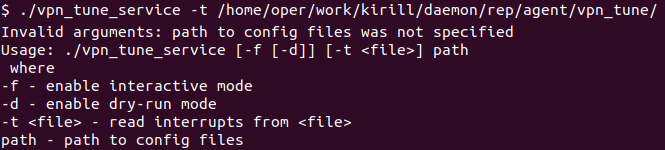 $ ./vpn_tune_service -t /home/oper/work/kirill/daemon/rep/agent/vpn_tune/
Invalid arguments: path to config files was not specified
Usage: ./vpn_tune_service [-f [-d]] [-t <file>] path
 where
-f - enable interactive mode
-d - enable dry-run mode
-t <file> - read interrupts from <file>
path - path to config files